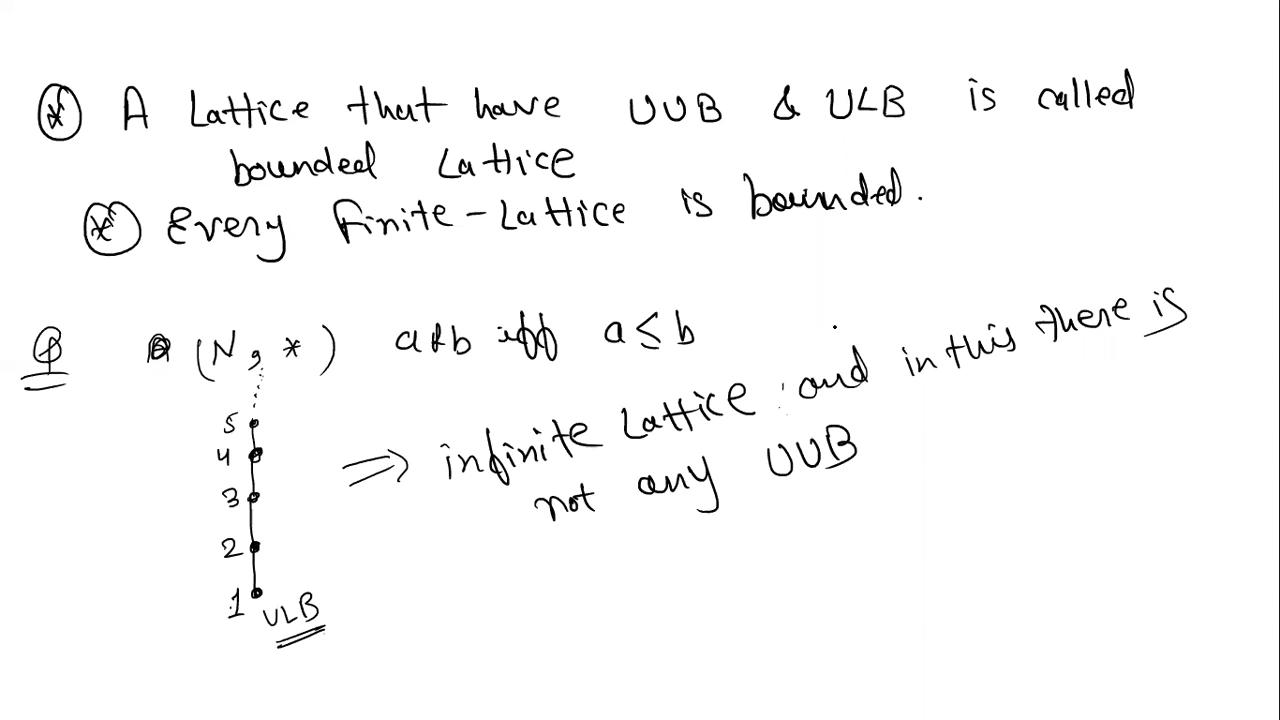 * A Lattice that have UUB & ULB is called
bounded Lattice
* Every finite-Lattice is bounded.
Q (N, *) a*b iff a ≤ b
5
4
3
2
1 ULB
⇒ infinite Lattice and in this there is
not any UUB